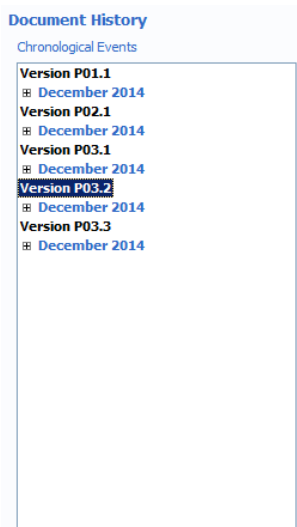 Document History
Chronological Events
Version P01.1
December 2014
Version P02.1
December 2014
Version P03.1
December 2014
Version P03.2
December 2014
Version P03.3
December 2014